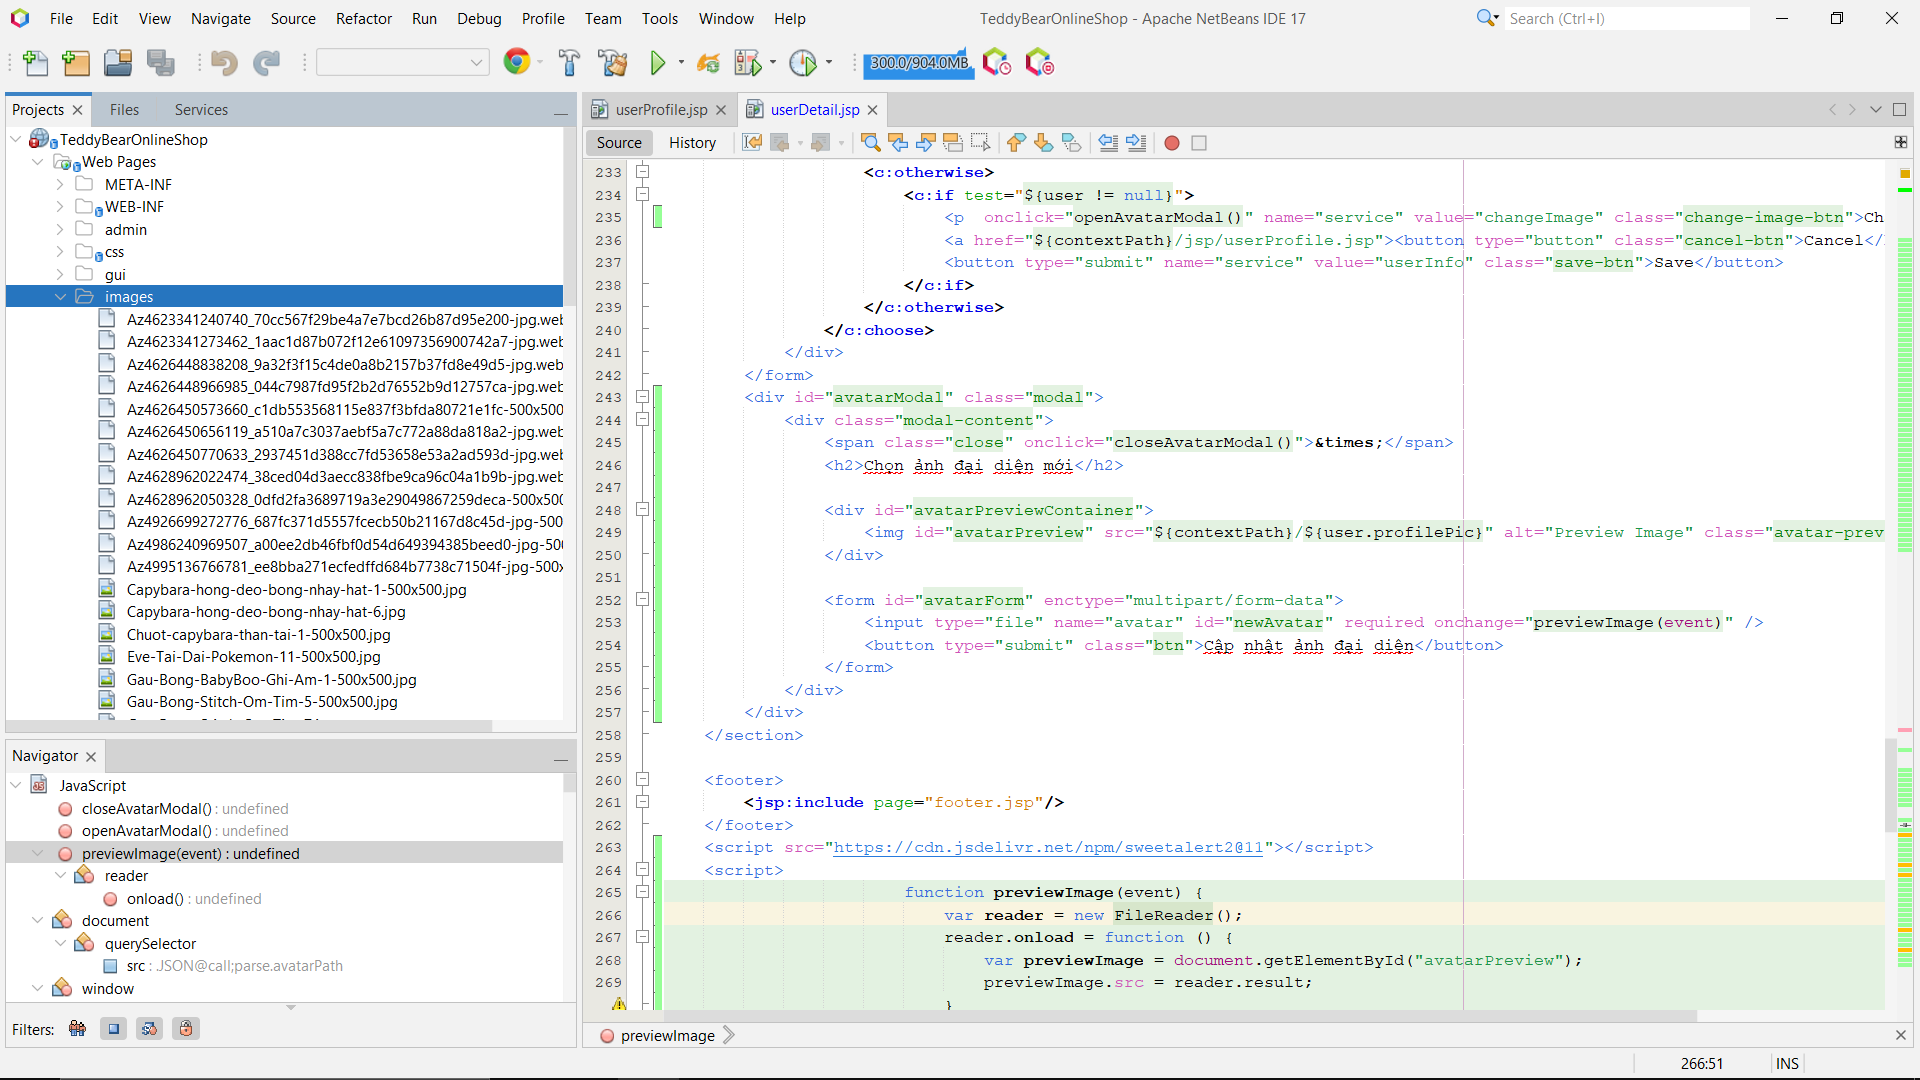 File Edit View Navigate Source Refactor Run Debug Profile Team Tools Window Help
TeddyBearOnlineShop - Apache NetBeans IDE 17
Search (Ctrl+I)
300.0/904.0MB
Projects Files Services
TeddyBearOnlineShop
Web Pages
META-INF
WEB-INF
admin
css
gui
images
Az4623341240740_70cc567f29be4a7e7bcd26b87d95e200-jpg.web
Az4623341273462_1aac1d87b072f12e61097356900742a7-jpg.web
Az4626448838208_9a32f3f15c4de0a8b2157b37fd8e49d5-jpg.web
Az4626448966985_044c7987fd95f2b2d76552b9d12757ca-jpg.web
Az4626450573660_c1db553568115e837f3bfda80721e1fc-500x500
Az4626450656119_a510a7c3037aebf5a7c772a88da818a2-jpg.web
Az4626450770633_2937451d388cc7fd53658e53a2ad593d-jpg.web
Az4628962022474_38ced04d3aecc838fbe9ca96c04a1b9b-jpg.web
Az4628962050328_0dfd2fa3689719a3e29049867259deca-500x500
Az4926699272776_687fc371d5557fcecb50b21167d8c45d-jpg-500
Az4986240969507_a00ee2db46fbf0d54d649394385beed0-jpg-500
Az4995136766781_ee8bba271ecfedffd684b7738c71504f-jpg-500x
Capybara-hong-deo-bong-nhay-hat-1-500x500.jpg
Capybara-hong-deo-bong-nhay-hat-6.jpg
Chuot-capybara-than-tai-1-500x500.jpg
Eve-Tai-Dai-Pokemon-11-500x500.jpg
Gau-Bong-BabyBoo-Ghi-Am-1-500x500.jpg
Gau-Bong-Stitch-Om-Tim-5-500x500.jpg
Navigator
JavaScript
closeAvatarModal() : undefined
openAvatarModal() : undefined
previewImage(event) : undefined
reader
onload() : undefined
document
querySelector
src : JSON@call;parse.avatarPath
window
Filters:
userProfile.jsp userDetail.jsp
Source History
233 <c:otherwise>
234 <c:if test="${user != null}">
235 <p  onclick="openAvatarModal()" name="service" value="changeImage" class="change-image-btn">Ch
236 <a href="${contextPath}/jsp/userProfile.jsp"><button type="button" class="cancel-btn">Cancel</
237 <button type="submit" name="service" value="userInfo" class="save-btn">Save</button>
238 </c:if>
239 </c:otherwise>
240 </c:choose>
241 </div>
242 </form>
243 <div id="avatarModal" class="modal">
244 <div class="modal-content">
245 <span class="close" onclick="closeAvatarModal()">&times;</span>
246 <h2>Chọn ảnh đại diện mới</h2>
247
248 <div id="avatarPreviewContainer">
249 <img id="avatarPreview" src="${contextPath}/${user.profilePic}" alt="Preview Image" class="avatar-prev
250 </div>
251
252 <form id="avatarForm" enctype="multipart/form-data">
253 <input type="file" name="avatar" id="newAvatar" required onchange="previewImage(event)" />
254 <button type="submit" class="btn">Cập nhật ảnh đại diện</button>
255 </form>
256 </div>
257 </div>
258 </section>
259
260 <footer>
261 <jsp:include page="footer.jsp"/>
262 </footer>
263 <script src="https://cdn.jsdelivr.net/npm/sweetalert2@11"></script>
264 <script>
265 function previewImage(event) {
266 var reader = new FileReader();
267 reader.onload = function () {
268 var previewImage = document.getElementById("avatarPreview");
269 previewImage.src = reader.result;
}
previewImage
266:51 INS